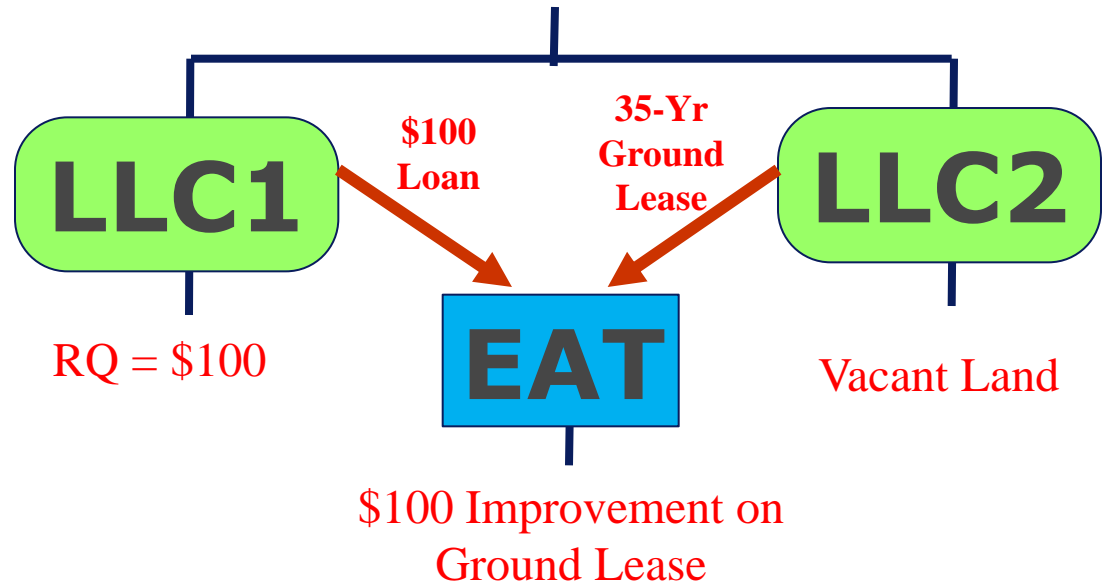 LLC1
$100
Loan
35-Yr
Ground
Lease
LLC2
RQ = $100
EAT
Vacant Land
$100 Improvement on
Ground Lease